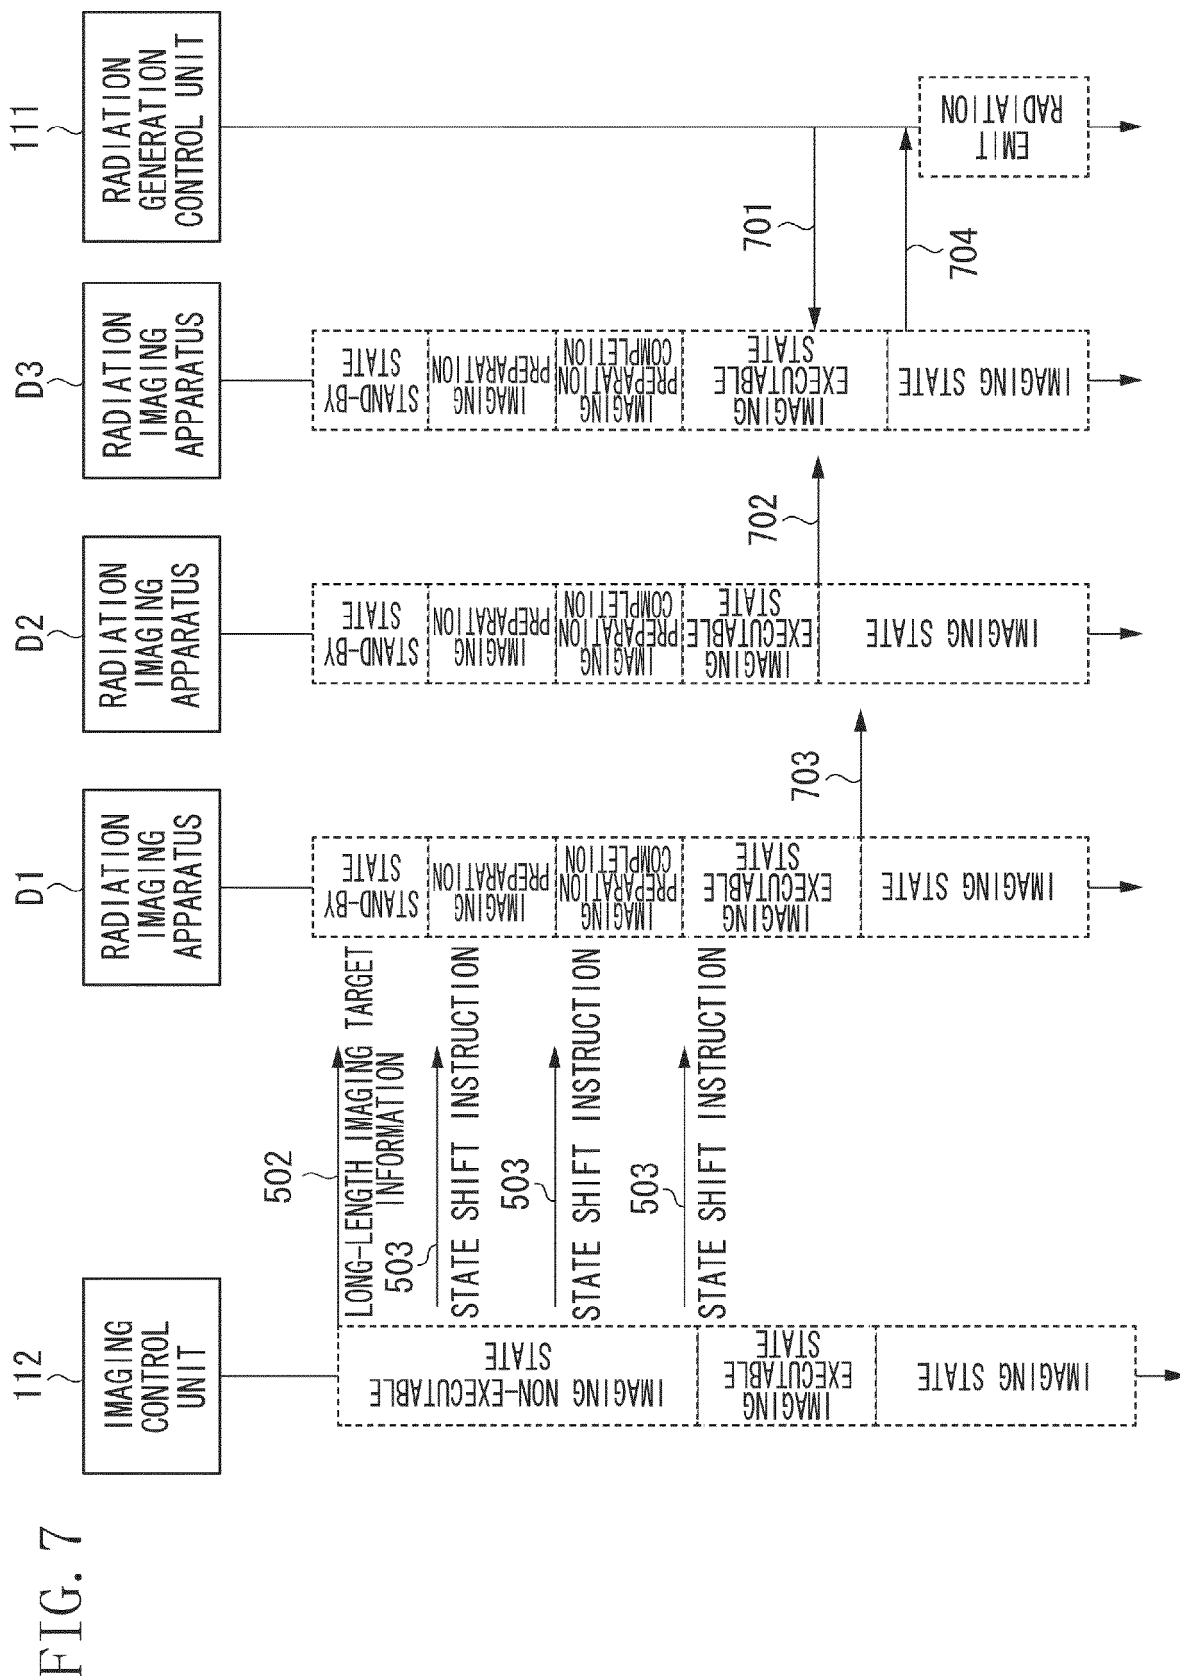 FIG. 7
112
IMAGING
CONTROL
UNIT
D1
RADIATION
IMAGING
APPARATUS
D2
RADIATION
IMAGING
APPARATUS
D3
RADIATION
IMAGING
APPARATUS
111
RADIATION
GENERATION
CONTROL UNIT
IMAGING NON-EXECUTABLE
STATE
IMAGING
EXECUTABLE
STATE
IMAGING STATE
502
LONG-LENGTH IMAGING TARGET
INFORMATION
503
STATE SHIFT INSTRUCTION
503
STATE SHIFT INSTRUCTION
503
STATE SHIFT INSTRUCTION
STAND-BY
STATE
IMAGING
PREPARATION
IMAGING
PREPARATION
COMPLETION
IMAGING
EXECUTABLE
STATE
IMAGING STATE
703
STAND-BY
STATE
IMAGING
PREPARATION
IMAGING
PREPARATION
COMPLETION
IMAGING
EXECUTABLE
STATE
IMAGING STATE
702
STAND-BY
STATE
IMAGING
PREPARATION
IMAGING
PREPARATION
COMPLETION
IMAGING
EXECUTABLE
STATE
IMAGING STATE
701
704
EMIT
RADIATION